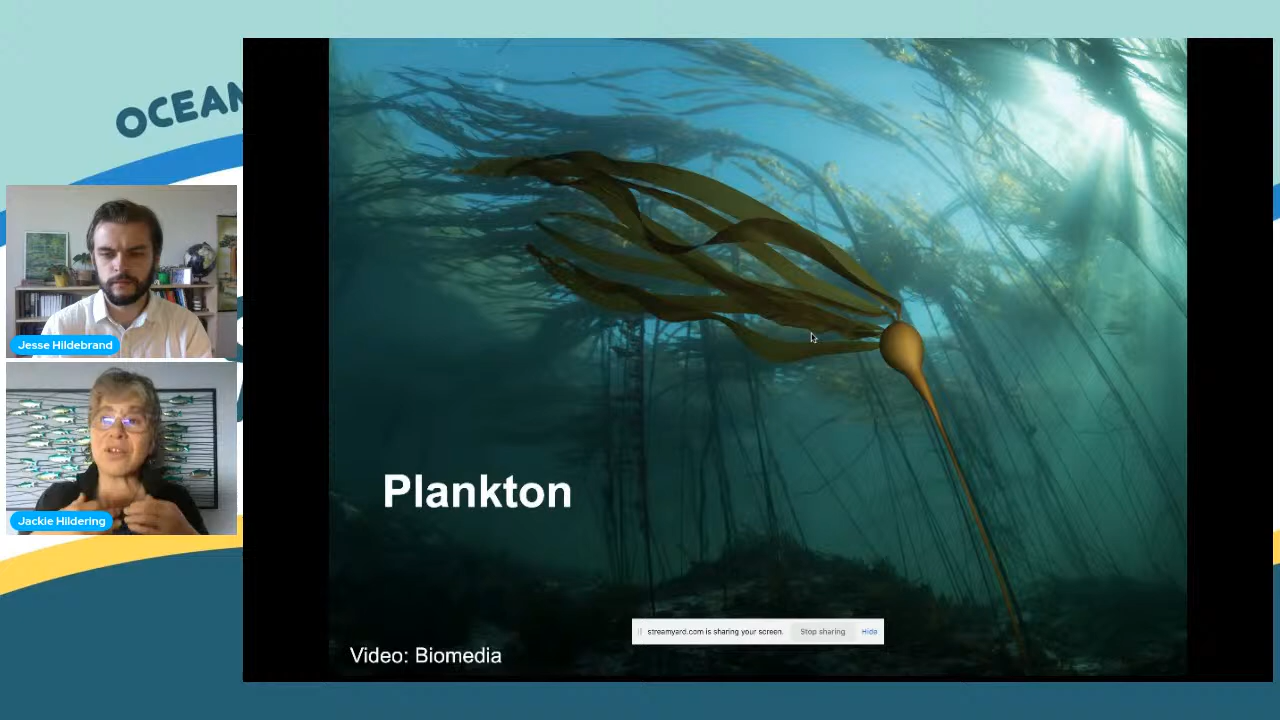 OCEAN
Jesse Hildebrand
Jackie Hildering
Plankton
streamyard.com is sharing your screen.
Stop sharing
Hide
Video: Biomedia